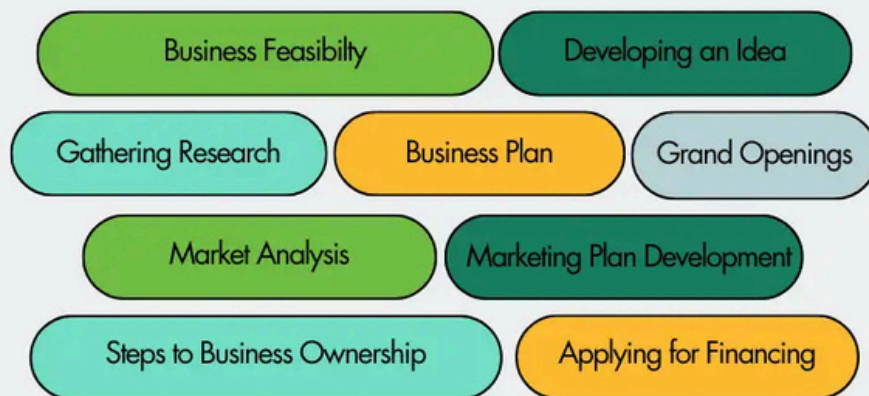 Business Feasibilty
Developing an Idea
Gathering Research
Business Plan
Grand Openings
Market Analysis
Marketing Plan Development
Steps to Business Ownership
Applying for Financing